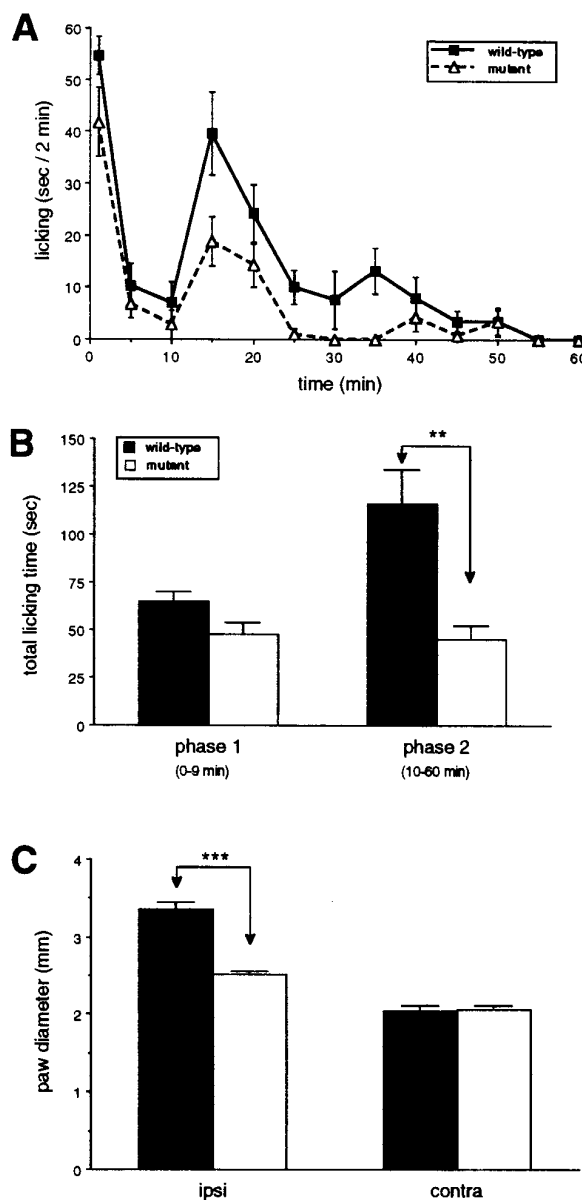 A
60
50
40
30
20
10
0
licking (sec / 2 min)
wild-type
mutant
0 10 20 30 40 50 60
time (min)
B
150
125
100
75
50
25
0
total licking time (sec)
wild-type
mutant
**
phase 1 phase 2
(0-9 min) (10-60 min)
C
4
3
2
1
0
paw diameter (mm)
***
ipsi contra